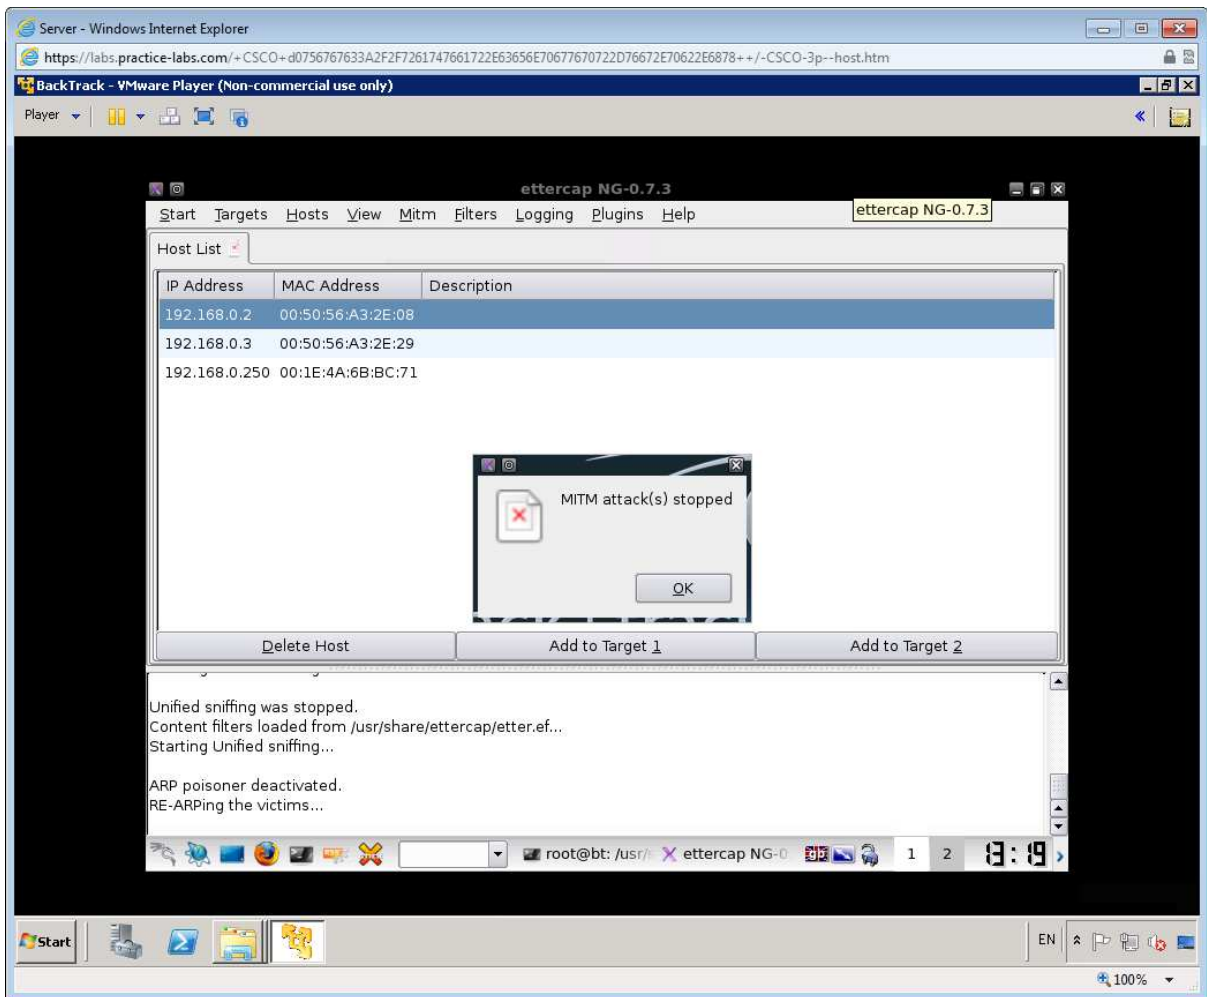 Server - Windows Internet Explorer
https://labs.practice-labs.com/+CSCO+d0756767633A2F2F7261747661722E63656E70677670722D76672E70622E6878++/-CSCO-3p--host.htm
BackTrack - VMware Player (Non-commercial use only)
Player
ettercap NG-0.7.3
Start Targets Hosts View Mitm Filters Logging Plugins Help
ettercap NG-0.7.3
Host List
IP Address MAC Address Description
192.168.0.2 00:50:56:A3:2E:08
192.168.0.3 00:50:56:A3:2E:29
192.168.0.250 00:1E:4A:6B:BC:71
MITM attack(s) stopped
OK
Delete Host Add to Target 1 Add to Target 2
Unified sniffing was stopped.
Content filters loaded from /usr/share/ettercap/etter.ef...
Starting Unified sniffing...
ARP poisoner deactivated.
RE-ARPing the victims...
root@bt: /usr/ ettercap NG-0 gb 1 2 13:19
Start EN
100%